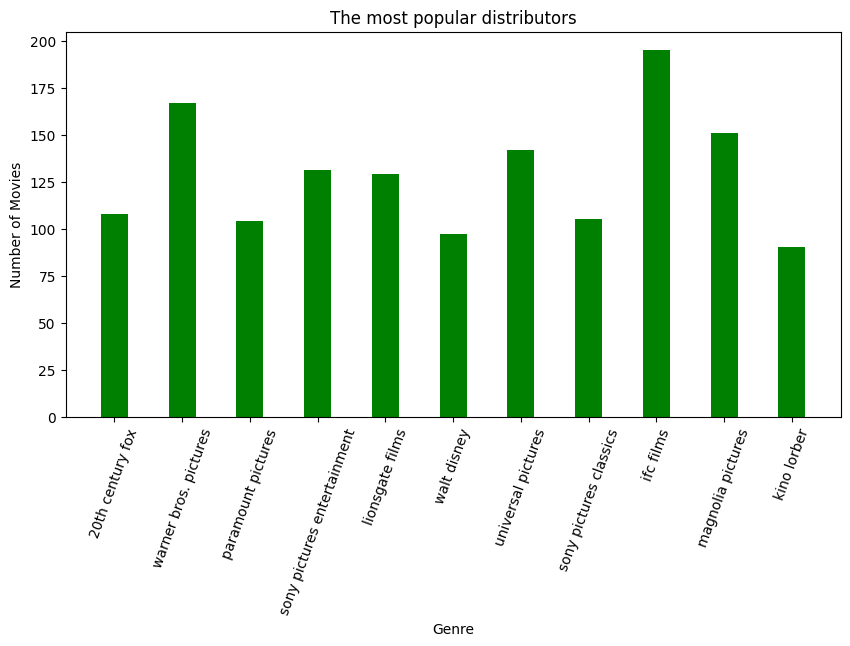 The most popular distributors
Number of Movies
200
175
150
125
100
75
50
25
0
20th century fox
warner bros. pictures
paramount pictures
sony pictures entertainment
lionsgate films
walt disney
universal pictures
sony pictures classics
ifc films
magnolia pictures
kino lorber
Genre